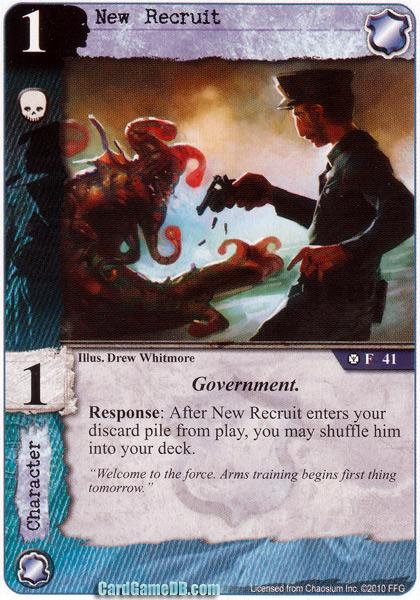 1
New Recruit
Illus. Drew Whitmore
F 41
1
Government.
Response: After New Recruit enters your
discard pile from play, you may shuffle him
into your deck.
“Welcome to the force. Arms training begins first thing
tomorrow.”
Character
CardGameDB.com
Licensed from Chaosium Inc. ©2010 FFG